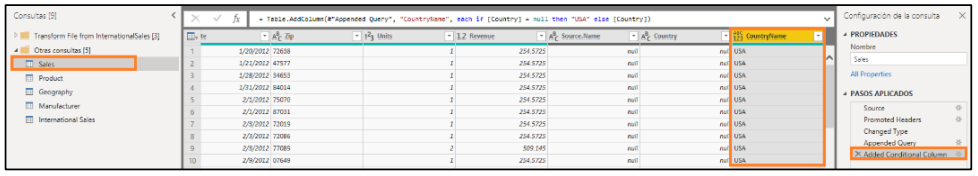 Consultas [9]
= Table.AddColumn(#"Appended Query", "CountryName", each if [Country] = null then "USA" else [Country])
Configuración de la consulta
Transform File from InternationalSales [3]
Otras consultas [5]
Sales
Product
Geography
Manufacturer
International Sales
te Zip Units Revenue Source.Name Country CountryName
1 1/20/2012 72638 1 254.5725 null null USA
2 1/21/2012 47577 1 254.5725 null null USA
3 1/28/2012 34653 1 254.5725 null null USA
4 1/31/2012 84014 1 254.5725 null null USA
5 2/1/2012 75070 1 254.5725 null null USA
6 2/1/2012 87031 1 254.5725 null null USA
7 2/3/2012 72019 1 254.5725 null null USA
8 2/3/2012 72086 1 254.5725 null null USA
9 2/3/2012 77089 2 509.145 null null USA
10 2/9/2012 07649 1 254.5725 null null USA
PROPIEDADES
Nombre
Sales
All Properties
PASOS APLICADOS
Source
Promoted Headers
Changed Type
Appended Query
Added Conditional Column